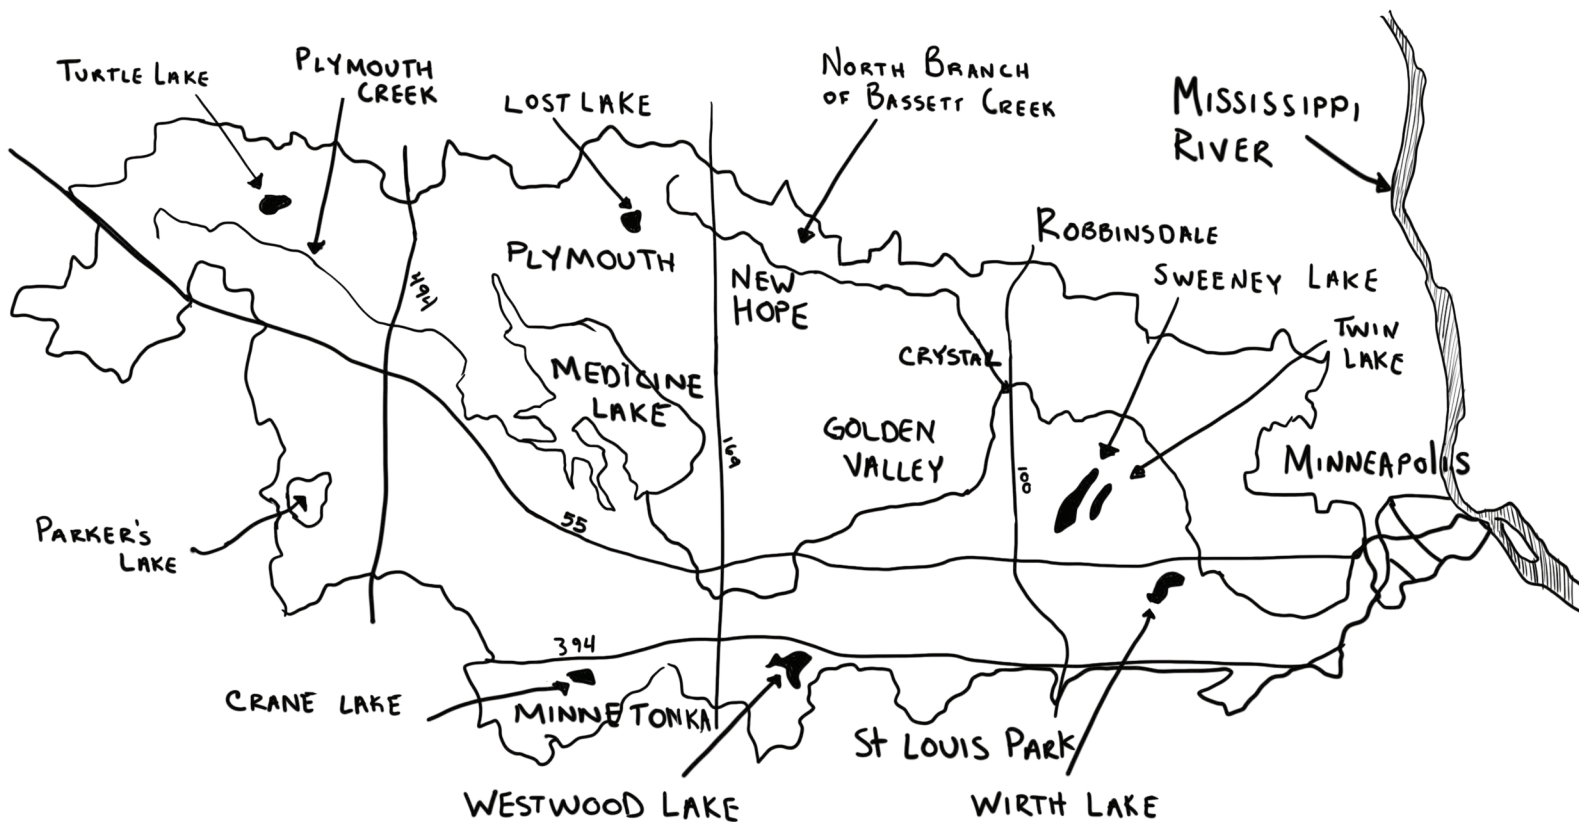 TURTLE LAKE
PLYMOUTH
CREEK
LOST LAKE
NORTH BRANCH
OF BASSETT CREEK
MISSISSIPPI
RIVER
ROBBINSDALE
SWEENEY LAKE
TWIN
LAKE
PLYMOUTH
494
NEW
HOPE
CRYSTAL
MEDICINE
LAKE
169
GOLDEN
VALLEY
100
MINNEAPOLIS
PARKER'S
LAKE
55
394
CRANE LAKE
MINNETONKA
ST LOUIS PARK
WESTWOOD LAKE
WIRTH LAKE